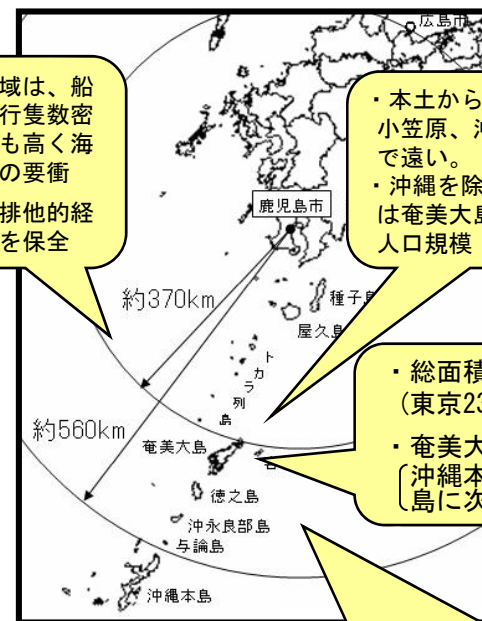 広島市
域は、船
行隻数密
も高く海
の要衝
排他的経
を保全
・本土から
小笠原、沖
で遠い。
・沖縄を除
は奄美大島
人口規模
鹿児島市
約370km
種子島
屋久島
トカラ列島
・総面積
（東京23
・奄美大
沖縄本
島に次
約560km
奄美大島
徳之島
沖永良部島
与論島
沖縄本島